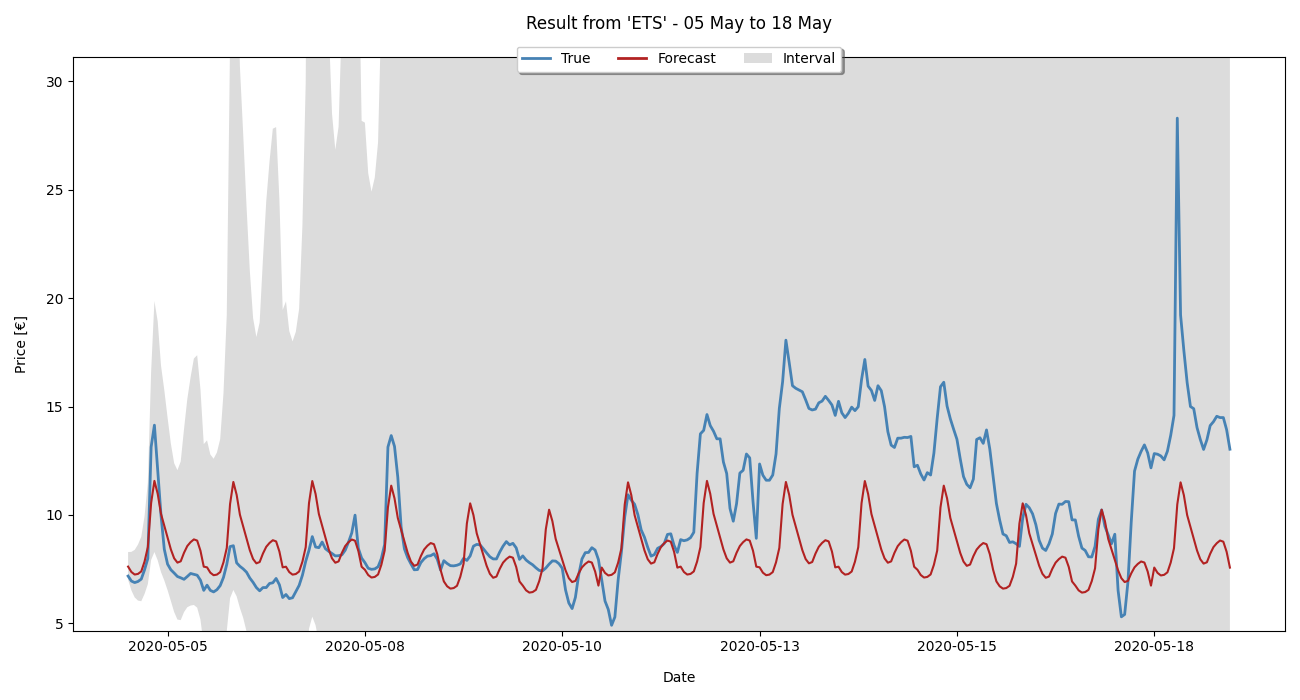 Result from 'ETS' - 05 May to 18 May
True Forecast Interval
Price [€]
30
25
20
15
10
5
2020-05-05 2020-05-08 2020-05-10 2020-05-13 2020-05-15 2020-05-18
Date